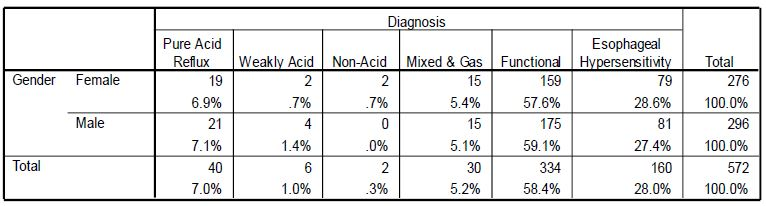 Diagnosis
Pure Acid Reflux Weakly Acid Non-Acid Mixed & Gas Functional Esophageal Hypersensitivity Total
Gender Female 19 2 2 15 159 79 276
6.9% .7% .7% 5.4% 57.6% 28.6% 100.0%
Male 21 4 0 15 175 81 296
7.1% 1.4% .0% 5.1% 59.1% 27.4% 100.0%
Total 40 6 2 30 334 160 572
7.0% 1.0% .3% 5.2% 58.4% 28.0% 100.0%